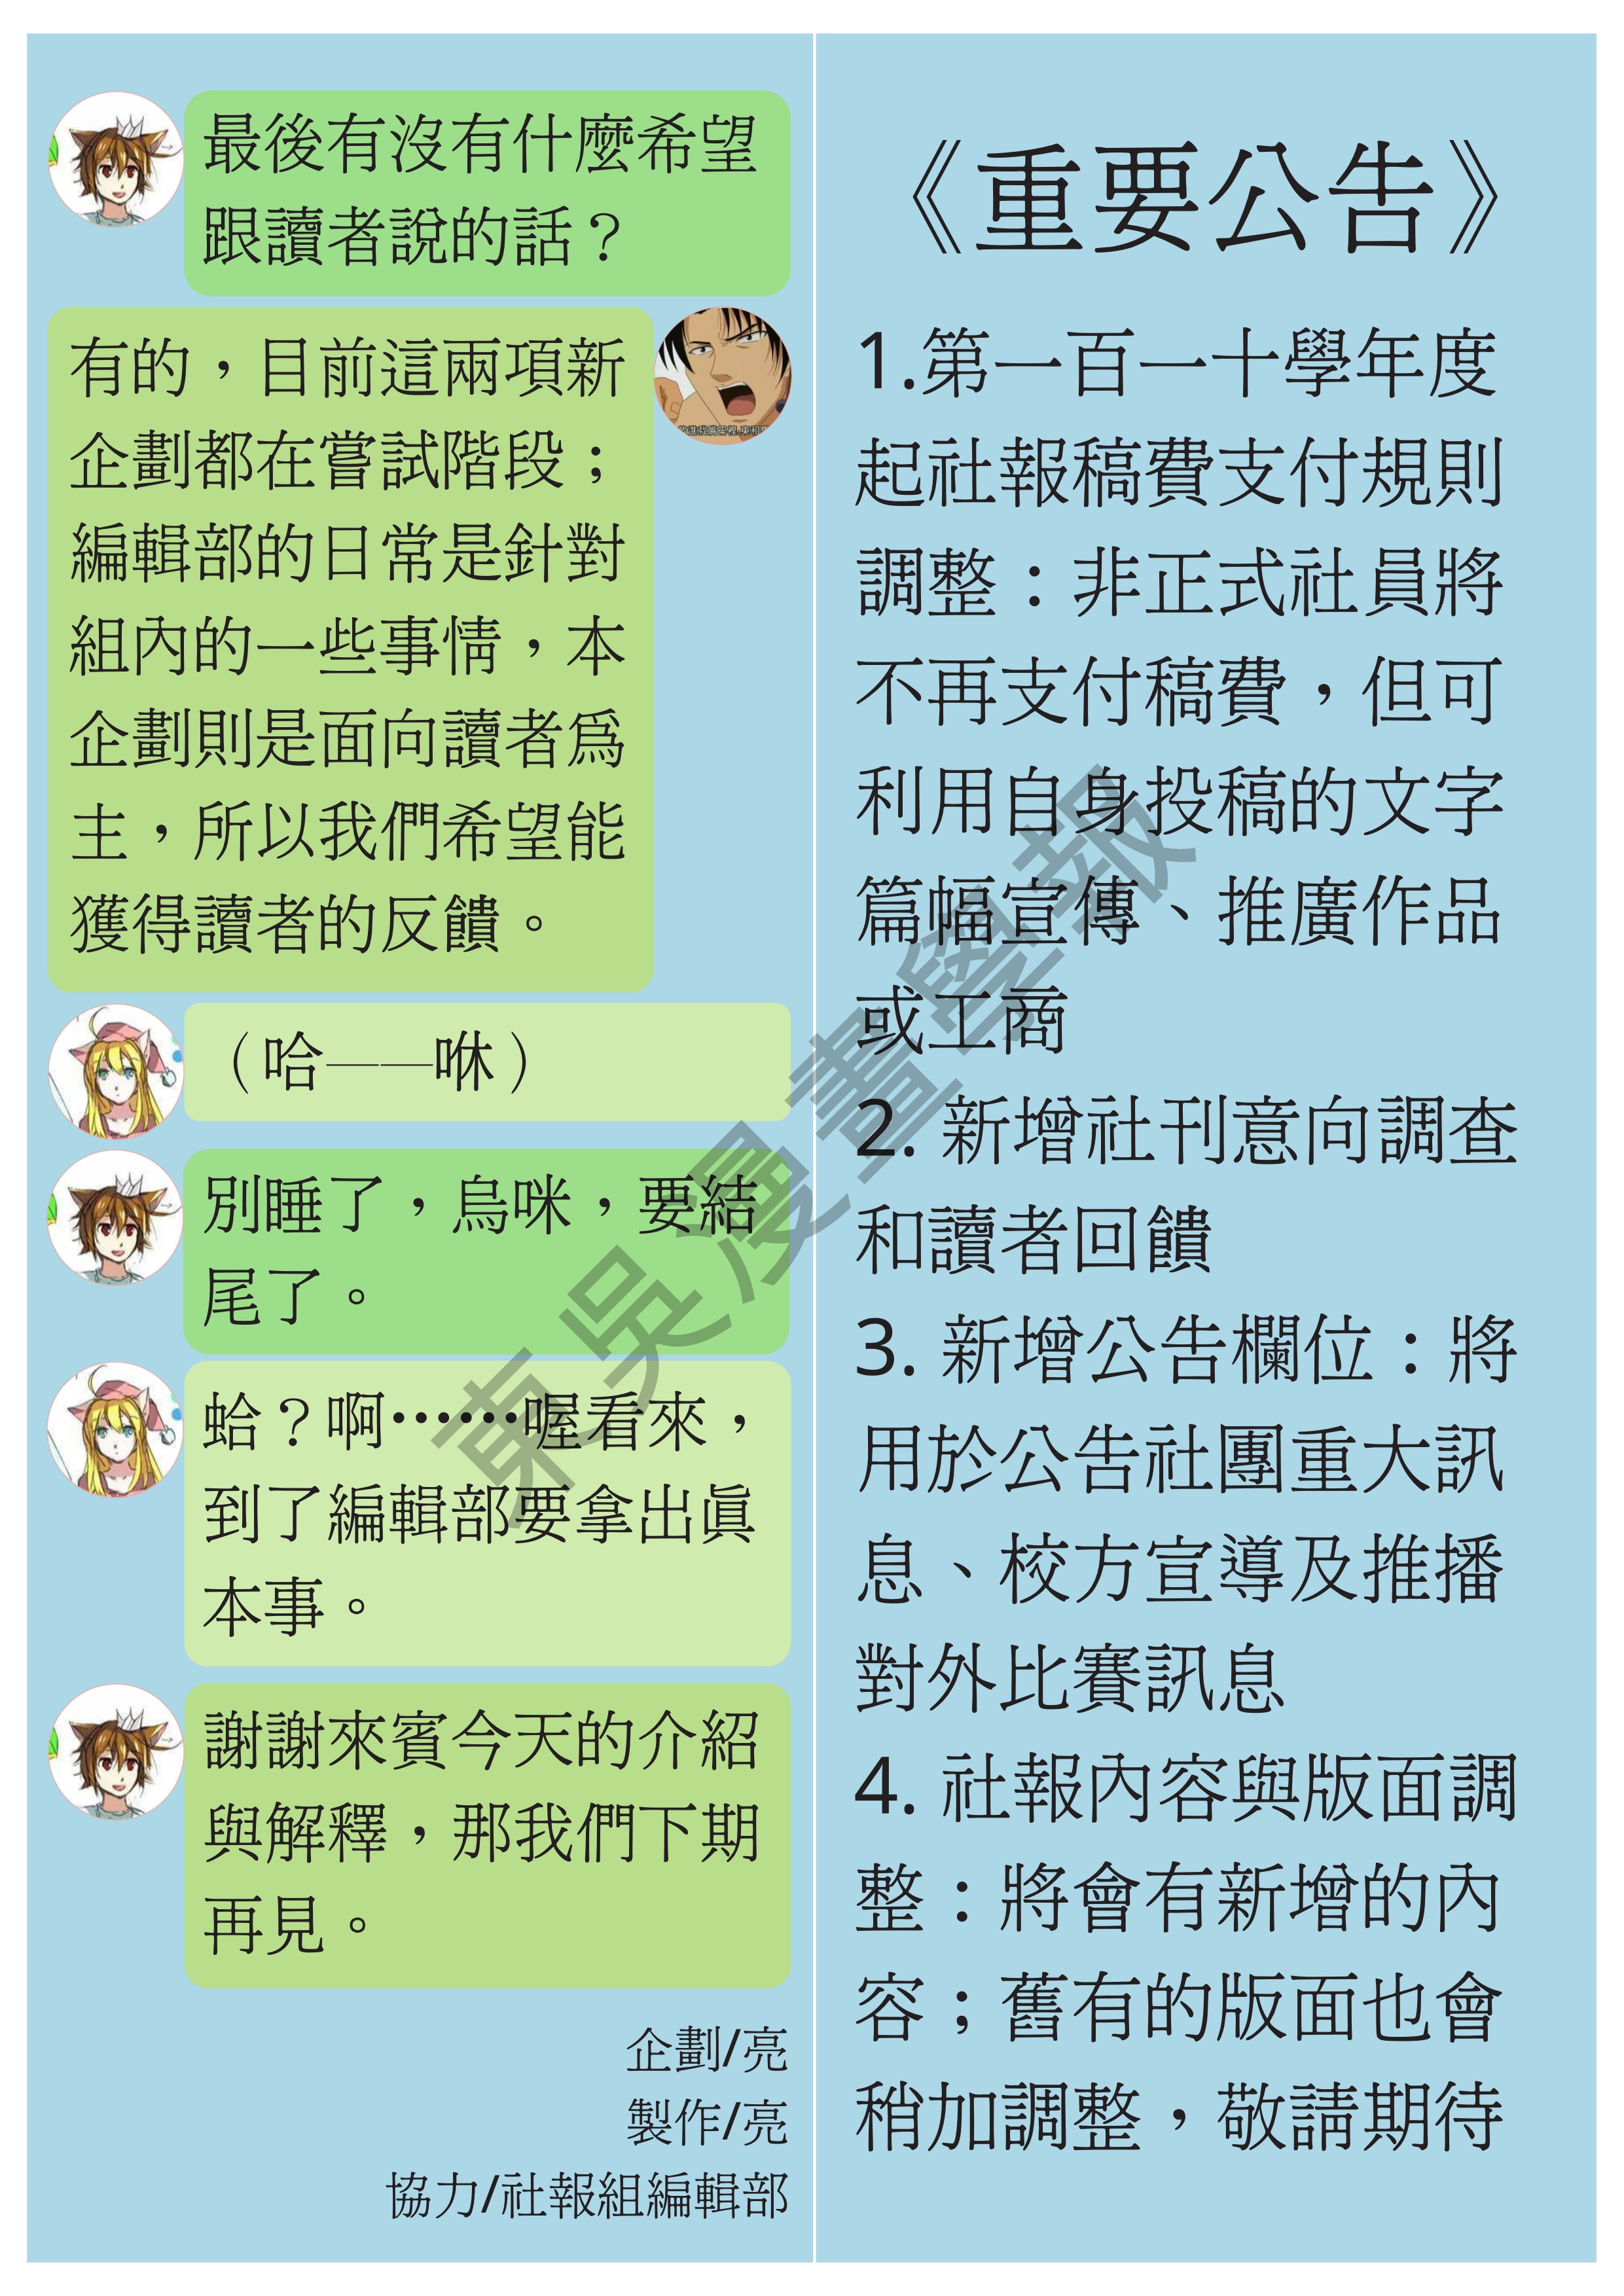 最後有沒有什麼希望
跟讀者說的話？
有的，目前這兩項新
企劃都在嘗試階段；
編輯部的日常是針對
組內的一些事情，本
企劃則是面向讀者為
主，所以我們希望能
獲得讀者的反饋。
（哈——咻）
別睡了，烏咪，要結
尾了。
蛤？啊……喔看來，
到了編輯部要拿出真
本事。
謝謝來賓今天的介紹
與解釋，那我們下期
再見。
企劃/亮
製作/亮
協力/社報組編輯部
《重要公告》
1.第一百一十學年度
起社報稿費支付規則
調整：非正式社員將
不再支付稿費，但可
利用自身投稿的文字
篇幅宣傳、推廣作品
或工商
2. 新增社刊意向調查
和讀者回饋
3. 新增公告欄位：將
用於公告社團重大訊
息、校方宣導及推播
對外比賽訊息
4. 社報內容與版面調
整：將會有新增的內
容；舊有的版面也會
稍加調整，敬請期待
東吳漫畫學報